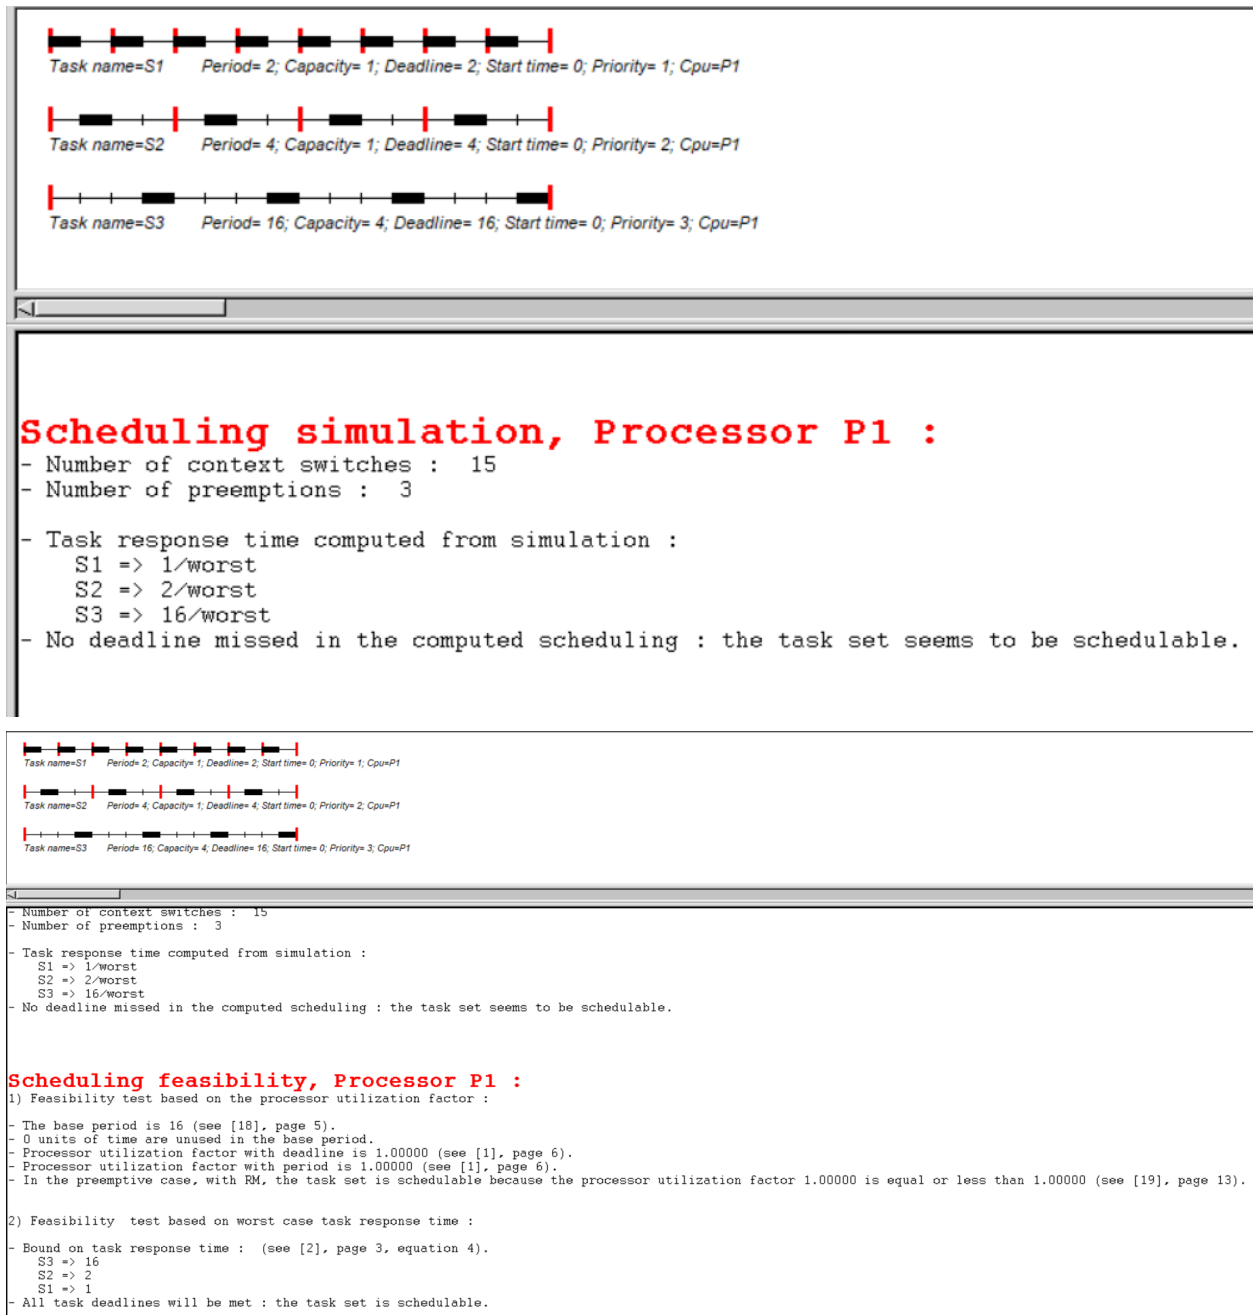 Task name=S1 Period= 2; Capacity= 1; Deadline= 2; Start time= 0; Priority= 1; Cpu=P1
Task name=S2 Period= 4; Capacity= 1; Deadline= 4; Start time= 0; Priority= 2; Cpu=P1
Task name=S3 Period= 16; Capacity= 4; Deadline= 16; Start time= 0; Priority= 3; Cpu=P1
Scheduling simulation, Processor P1 :
- Number of context switches : 15
- Number of preemptions : 3
- Task response time computed from simulation :
S1 => 1/worst
S2 => 2/worst
S3 => 16/worst
- No deadline missed in the computed scheduling : the task set seems to be schedulable.
Task name=S1 Period= 2; Capacity= 1; Deadline= 2; Start time= 0; Priority= 1; Cpu=P1
Task name=S2 Period= 4; Capacity= 1; Deadline= 4; Start time= 0; Priority= 2; Cpu=P1
Task name=S3 Period= 16; Capacity= 4; Deadline= 16; Start time= 0; Priority= 3; Cpu=P1
- Number of context switches : 15
- Number of preemptions : 3
- Task response time computed from simulation :
S1 => 1/worst
S2 => 2/worst
S3 => 16/worst
- No deadline missed in the computed scheduling : the task set seems to be schedulable.
Scheduling feasibility, Processor P1 :
1) Feasibility test based on the processor utilization factor :
- The base period is 16 (see [18], page 5).
- 0 units of time are unused in the base period.
- Processor utilization factor with deadline is 1.00000 (see [1], page 6).
- Processor utilization factor with period is 1.00000 (see [1], page 6).
- In the preemptive case, with RM, the task set is schedulable because the processor utilization factor 1.00000 is equal or less than 1.00000 (see [19], page 13).
2) Feasibility test based on worst case task response time :
- Bound on task response time : (see [2], page 3, equation 4).
S3 => 16
S2 => 2
S1 => 1
- All task deadlines will be met : the task set is schedulable.